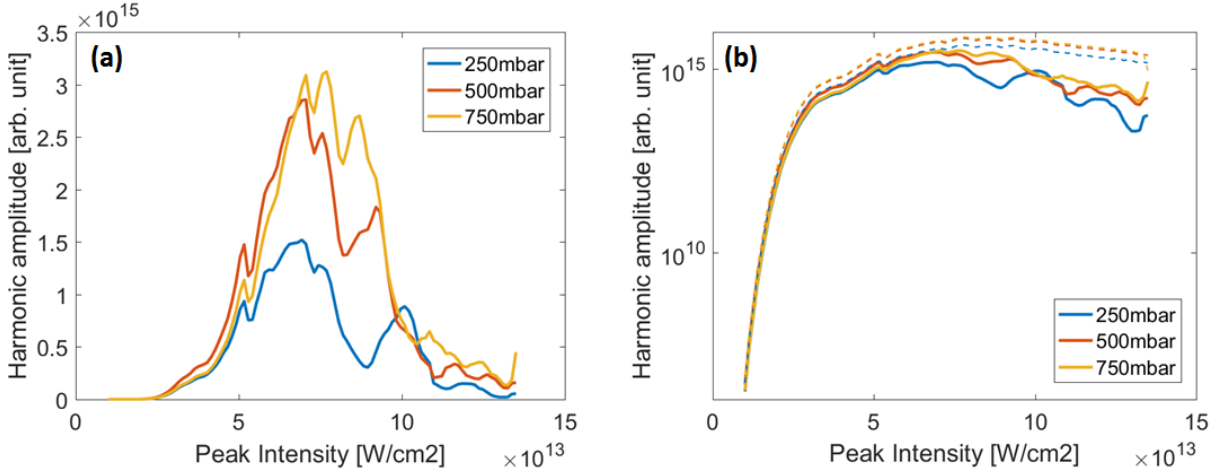 × 10^15
(a)
3.5
3
2.5
2
1.5
1
0.5
0
Harmonic amplitude [arb. unit]
250mbar
500mbar
750mbar
0 5 10 15
Peak Intensity [W/cm2] × 10^13
(b)
10^15
10^10
Harmonic amplitude [arb. unit]
250mbar
500mbar
750mbar
0 5 10 15
Peak Intensity [W/cm2] × 10^13